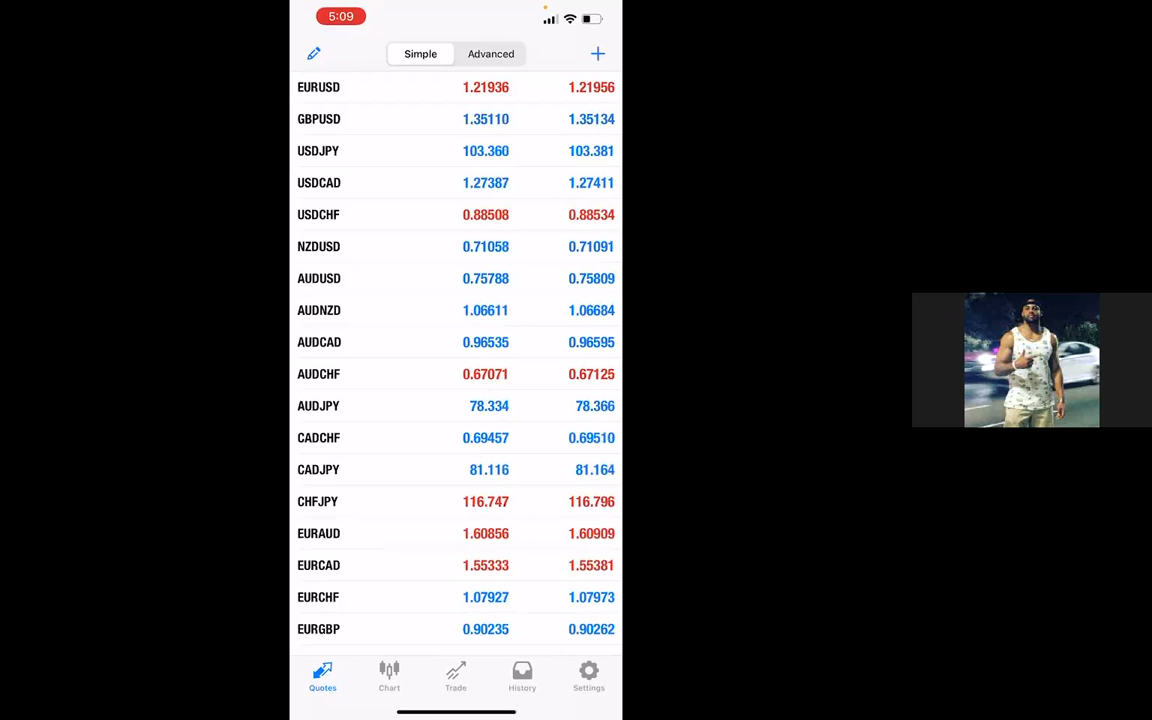 5:09
Simple Advanced
EURUSD 1.21936 1.21956
GBPUSD 1.35110 1.35134
USDJPY 103.360 103.381
USDCAD 1.27387 1.27411
USDCHF 0.88508 0.88534
NZDUSD 0.71058 0.71091
AUDUSD 0.75788 0.75809
AUDNZD 1.06611 1.06684
AUDCAD 0.96535 0.96595
AUDCHF 0.67071 0.67125
AUDJPY 78.334 78.366
CADCHF 0.69457 0.69510
CADJPY 81.116 81.164
CHFJPY 116.747 116.796
EURAUD 1.60856 1.60909
EURCAD 1.55333 1.55381
EURCHF 1.07927 1.07973
EURGBP 0.90235 0.90262
Quotes Chart Trade History Settings